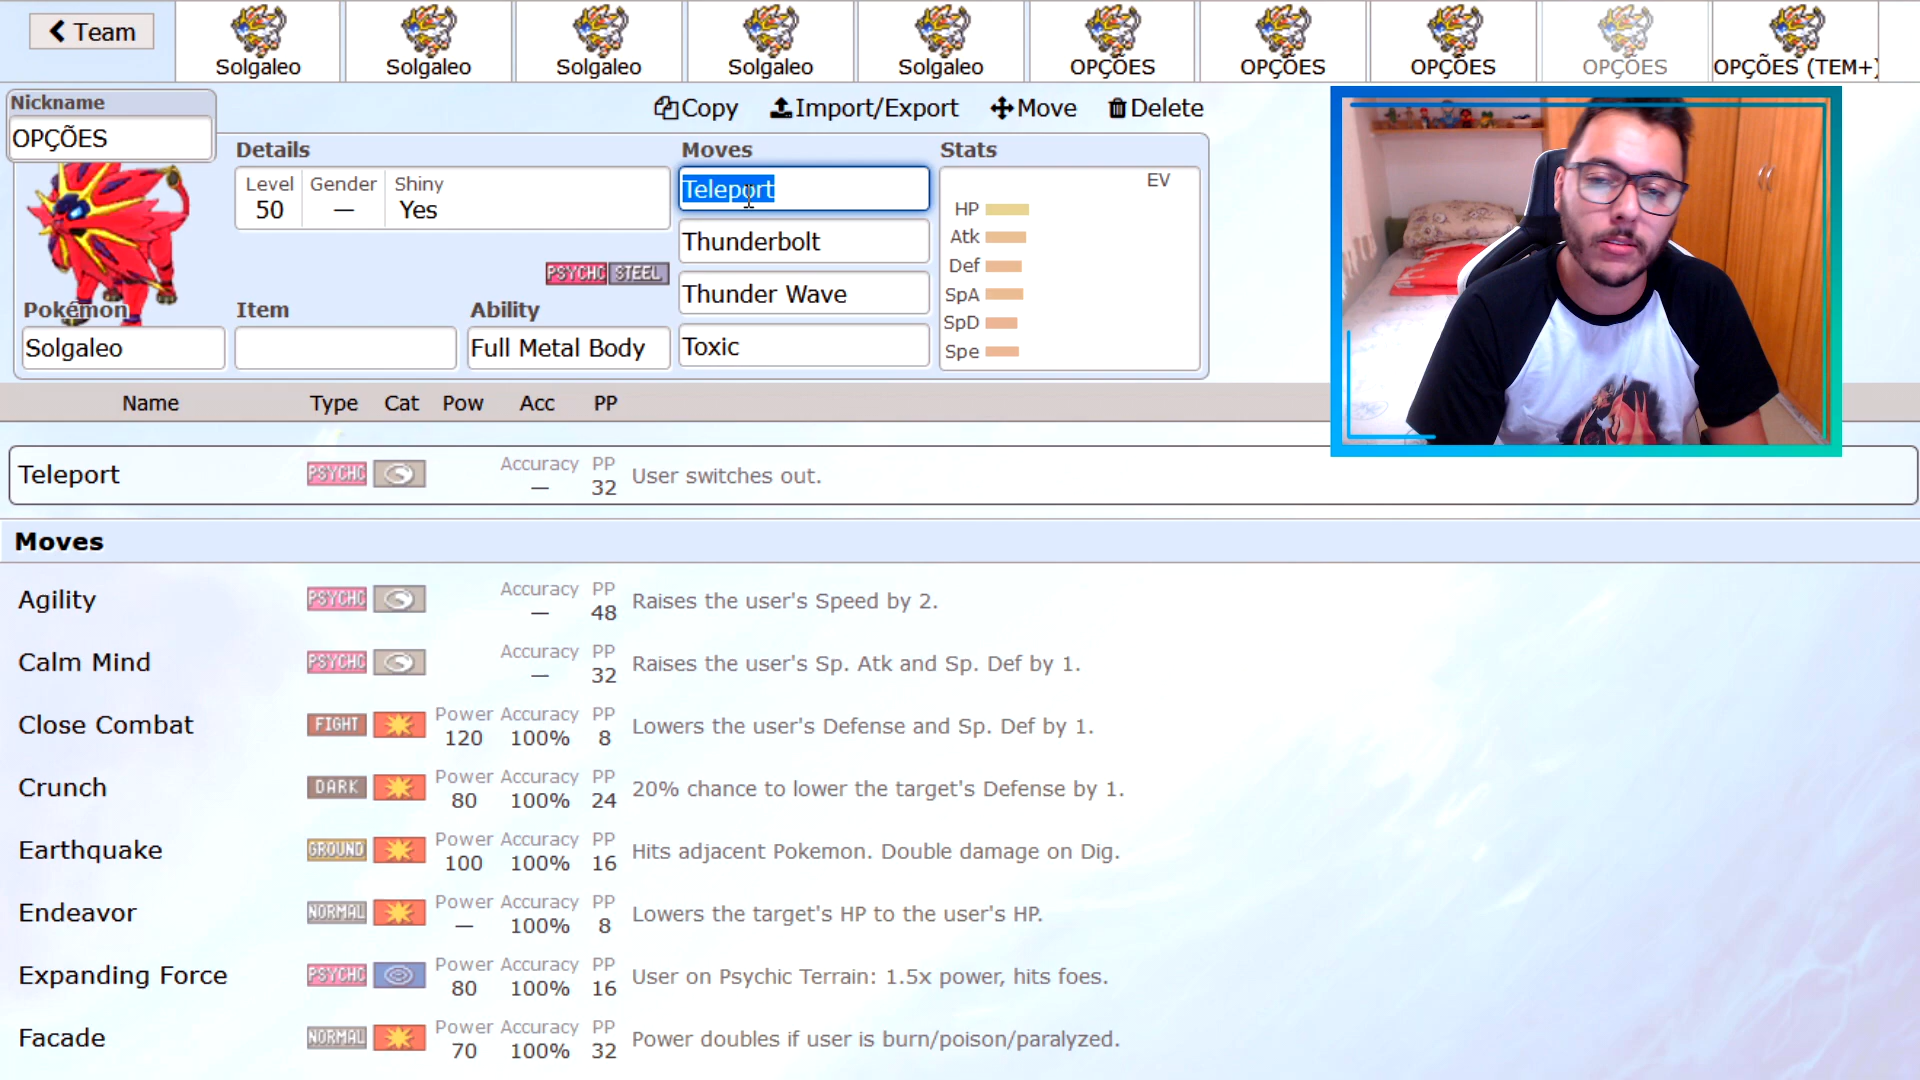 Team
Solgaleo
Solgaleo
Solgaleo
Solgaleo
Solgaleo
OPÇÕES
OPÇÕES
OPÇÕES
OPÇÕES
OPÇÕES (TEM+)
Nickname
OPÇÕES
Copy
Import/Export
Move
Delete
Details
Level
50
Gender
—
Shiny
Yes
PSYCHC STEEL
Pokémon
Solgaleo
Item
Ability
Full Metal Body
Moves
Teleport
Thunderbolt
Thunder Wave
Toxic
Stats
EV
HP
Atk
Def
SpA
SpD
Spe
Name Type Cat Pow Acc PP
Teleport PSYCHC Accuracy — PP 32 User switches out.
Moves
Agility PSYCHC Accuracy — PP 48 Raises the user's Speed by 2.
Calm Mind PSYCHC Accuracy — PP 32 Raises the user's Sp. Atk and Sp. Def by 1.
Close Combat FIGHT Power 120 Accuracy 100% PP 8 Lowers the user's Defense and Sp. Def by 1.
Crunch DARK Power 80 Accuracy 100% PP 24 20% chance to lower the target's Defense by 1.
Earthquake GROUND Power 100 Accuracy 100% PP 16 Hits adjacent Pokemon. Double damage on Dig.
Endeavor NORMAL Power — Accuracy 100% PP 8 Lowers the target's HP to the user's HP.
Expanding Force PSYCHC Power 80 Accuracy 100% PP 16 User on Psychic Terrain: 1.5x power, hits foes.
Facade NORMAL Power 70 Accuracy 100% PP 32 Power doubles if user is burn/poison/paralyzed.